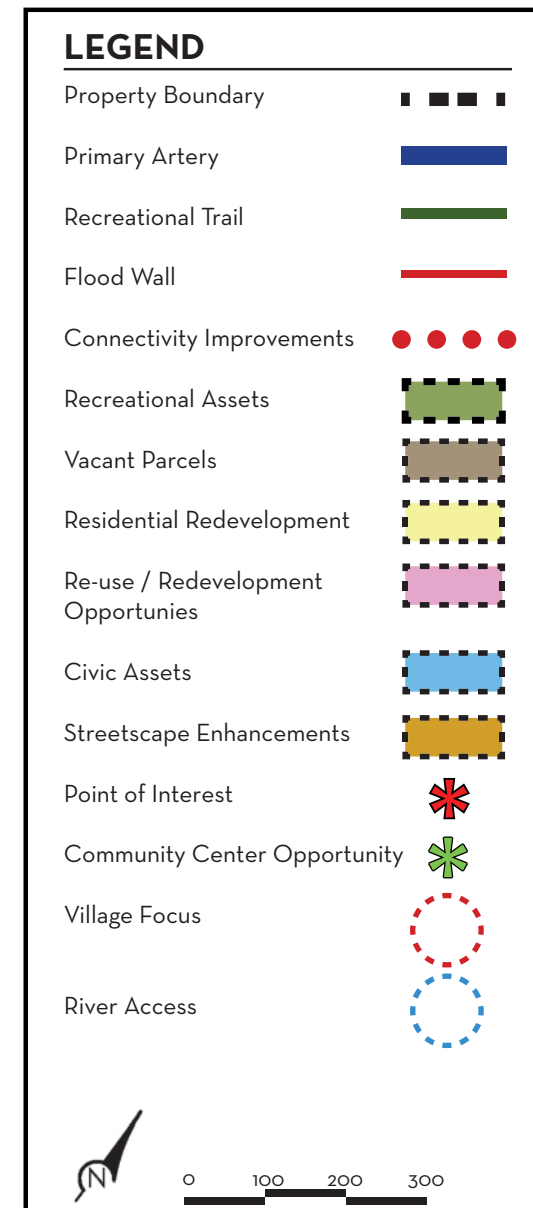 LEGEND
Property Boundary
Primary Artery
Recreational Trail
Flood Wall
Connectivity Improvements
Recreational Assets
Vacant Parcels
Residential Redevelopment
Re-use / Redevelopment
Opportunies
Civic Assets
Streetscape Enhancements
Point of Interest
Community Center Opportunity
Village Focus
River Access
N
0 100 200 300